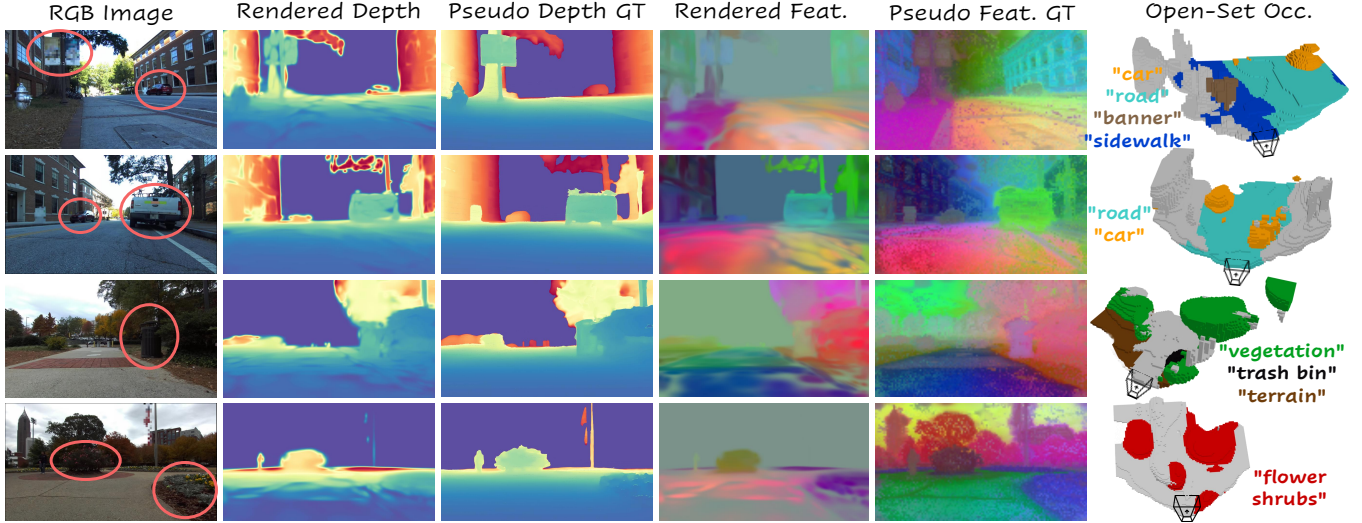 RGB Image
Rendered Depth
Pseudo Depth GT
Rendered Feat.
Pseudo Feat. GT
Open-Set Occ.
"car"
"road"
"banner"
"sidewalk"
"road"
"car"
"vegetation"
"trash bin"
"terrain"
"flower
shrubs"